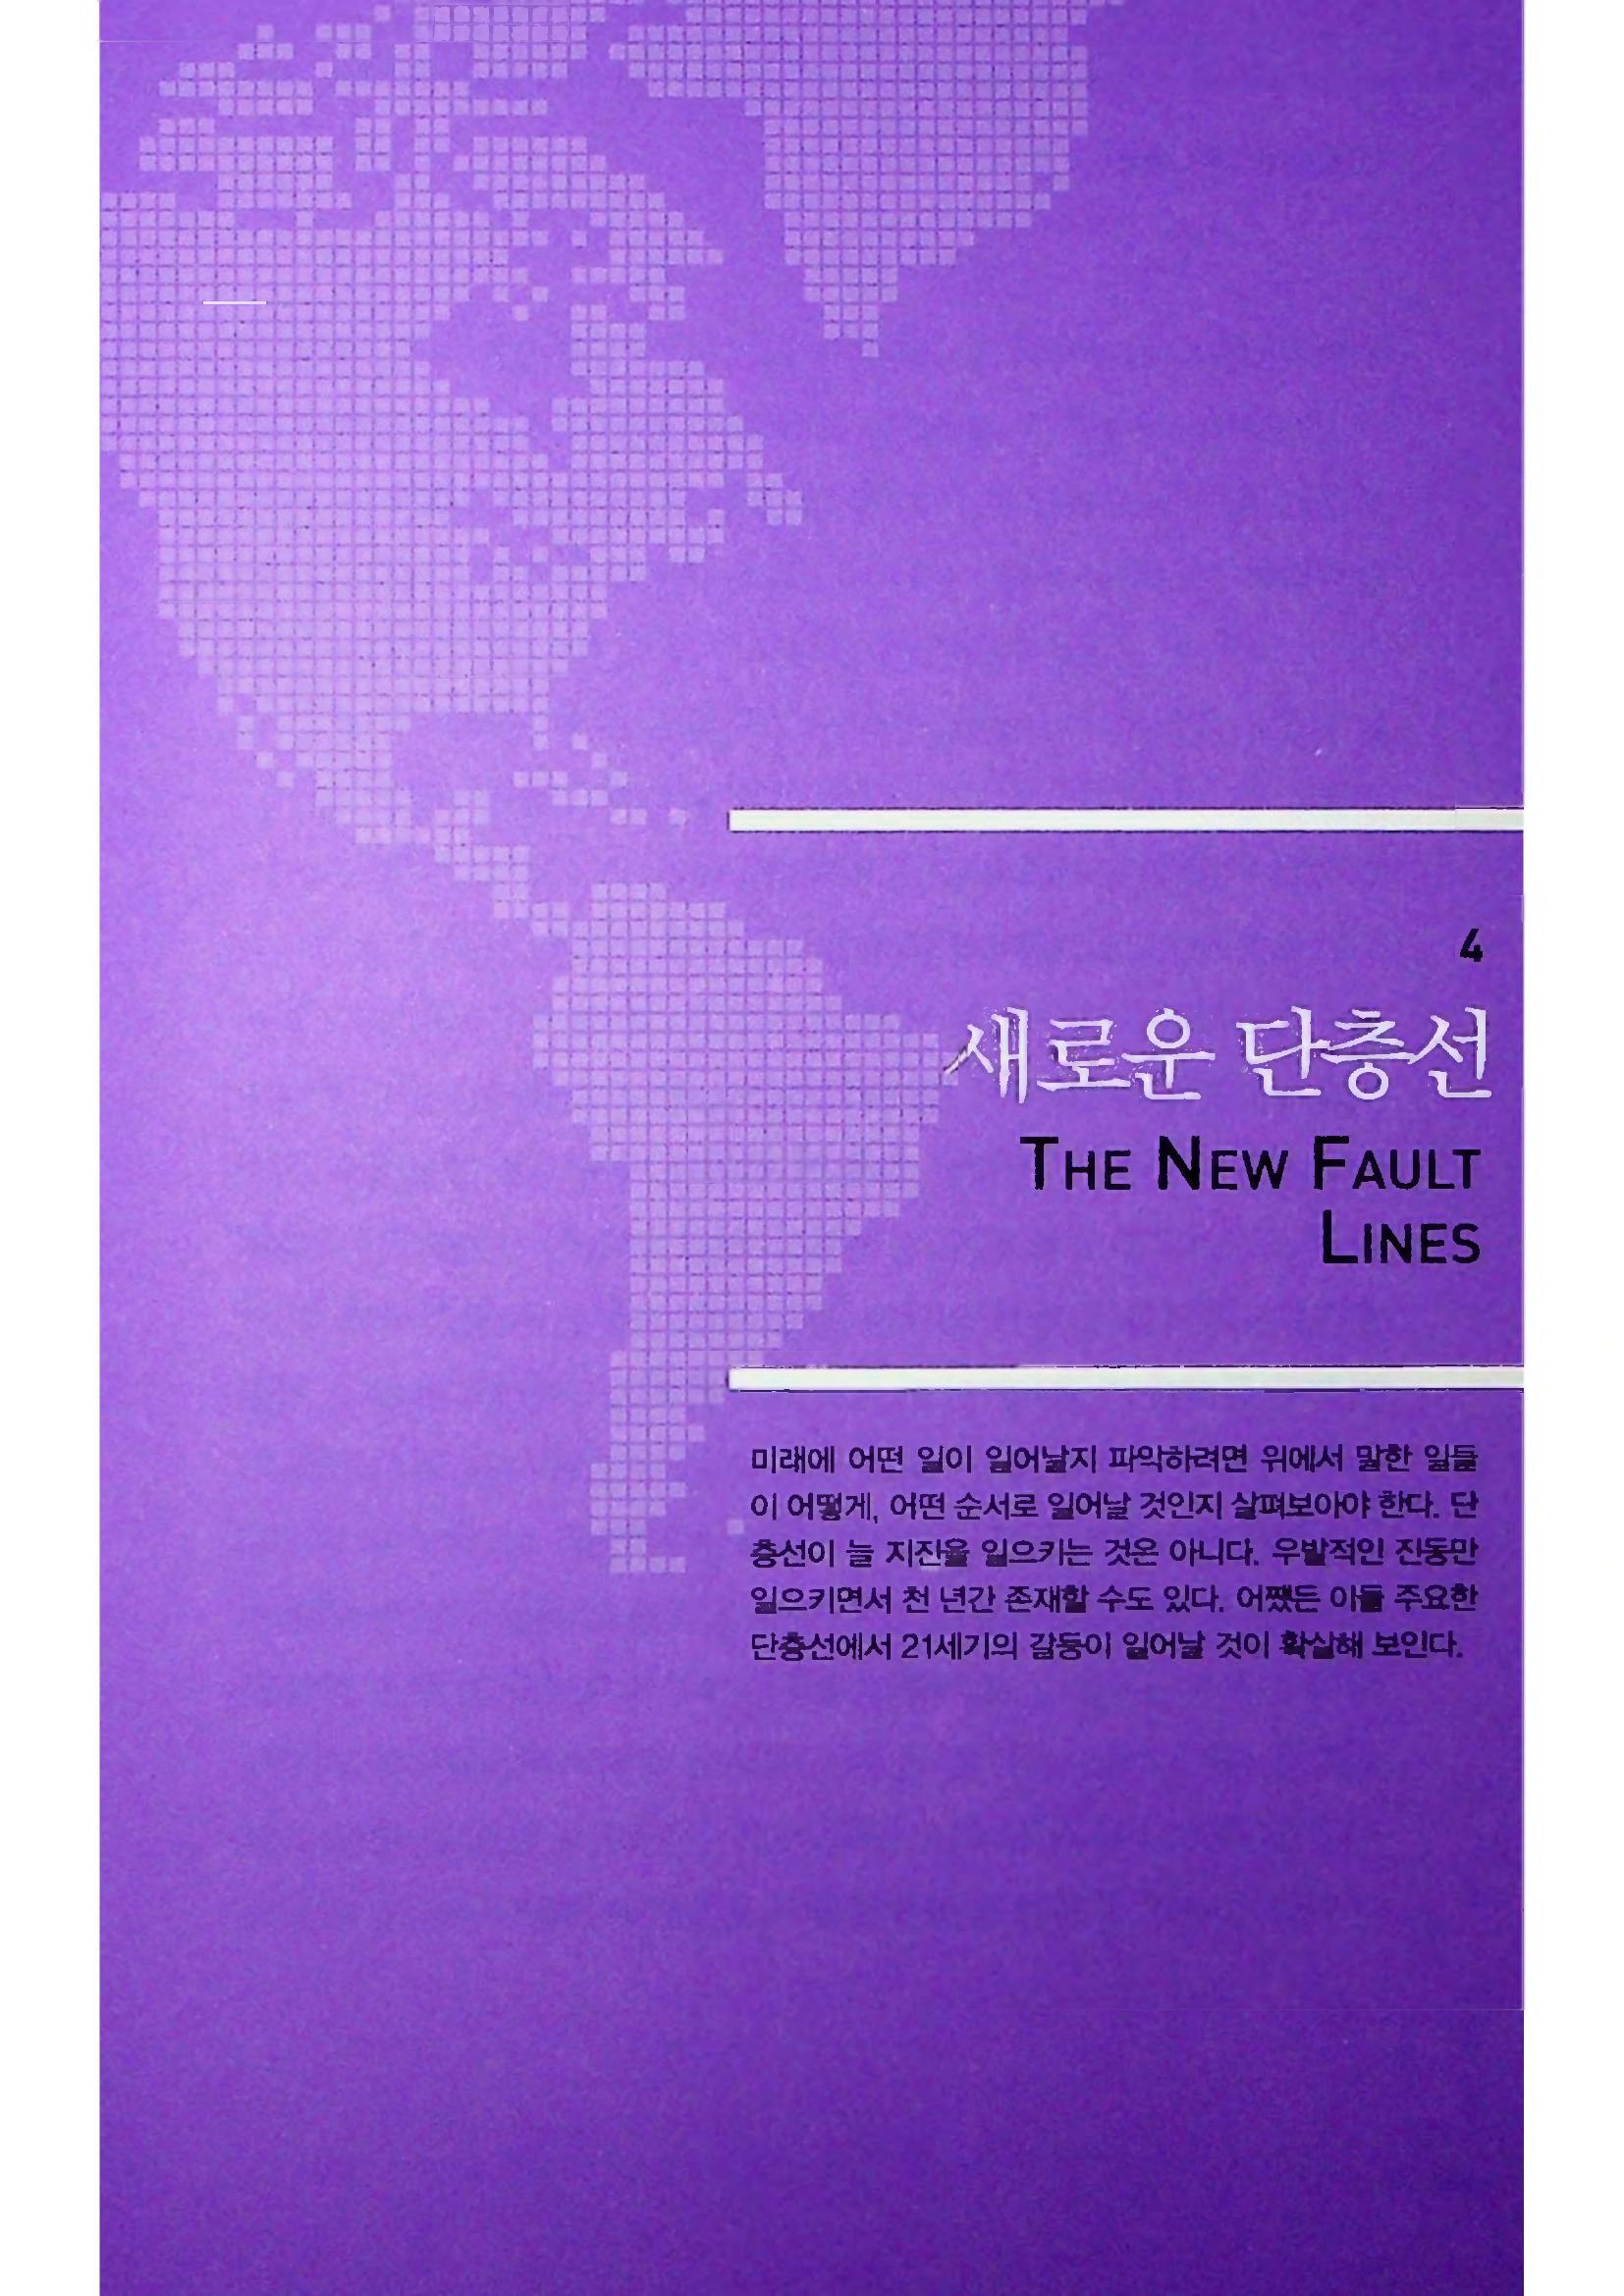 4
새로운 단층선
THE NEW FAULT
LINES
미래에 어떤 일이 일어날지 파악하려면 위에서 말한 일들
이 어떻게, 어떤 순서로 일어날 것인지 살펴보아야 한다. 단
층선이 늘 지진을 일으키는 것은 아니다. 우발적인 진동만
일으키면서 천 년간 존재할 수도 있다. 어쨌든 이들 주요한
단층선에서 21세기의 갈등이 일어날 것이 확실해 보인다.